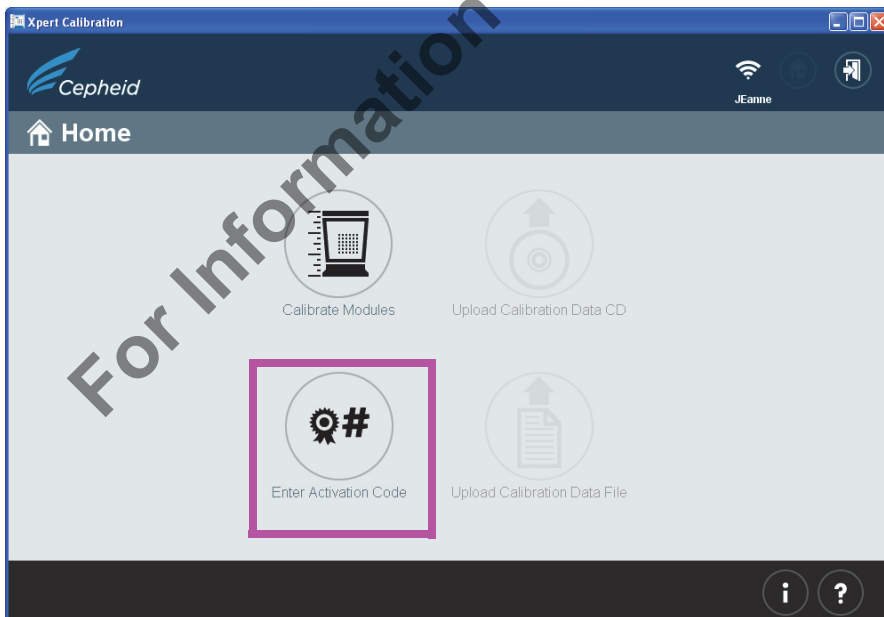 Xpert Calibration
Cepheid
JEanne
Home
Calibrate Modules
Upload Calibration Data CD
#
Enter Activation Code
Upload Calibration Data File
i
?
For Information